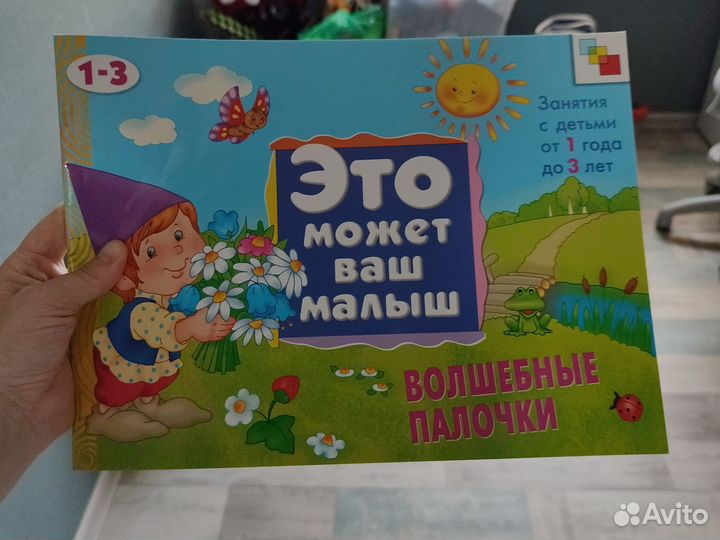 1-3
Занятия
с детьми
от 1 года
до 3 лет
Это
может
ваш
малыш
ВОЛШЕБНЫЕ
ПАЛОЧКИ
Avito